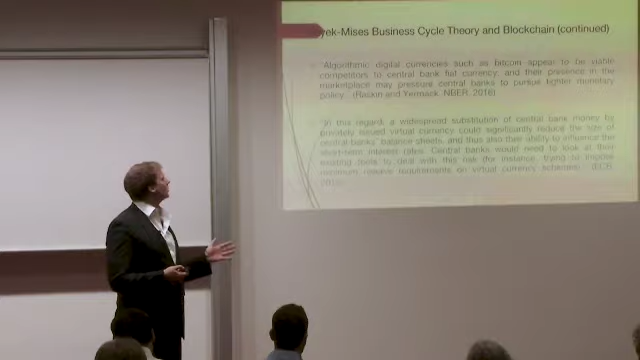 yek-Mises Business Cycle Theory and Blockchain (continued)
"Algorithmic digital currencies such as bitcoin appear to be viable
competitors to central bank fiat currency, and their presence in the
marketplace may pressure central banks to pursue tighter monetary
policy." (Raskin and Yermack, NBER, 2016)
"In this regard, a widespread substitution of central bank money by
privately issued virtual currency could significantly reduce the size of
central banks' balance sheets, and thus also their ability to influence the
short-term interest rates. Central banks would need to look at their
existing tools to deal with this risk (for instance, trying to impose
minimum reserve requirements on virtual currency schemes)."